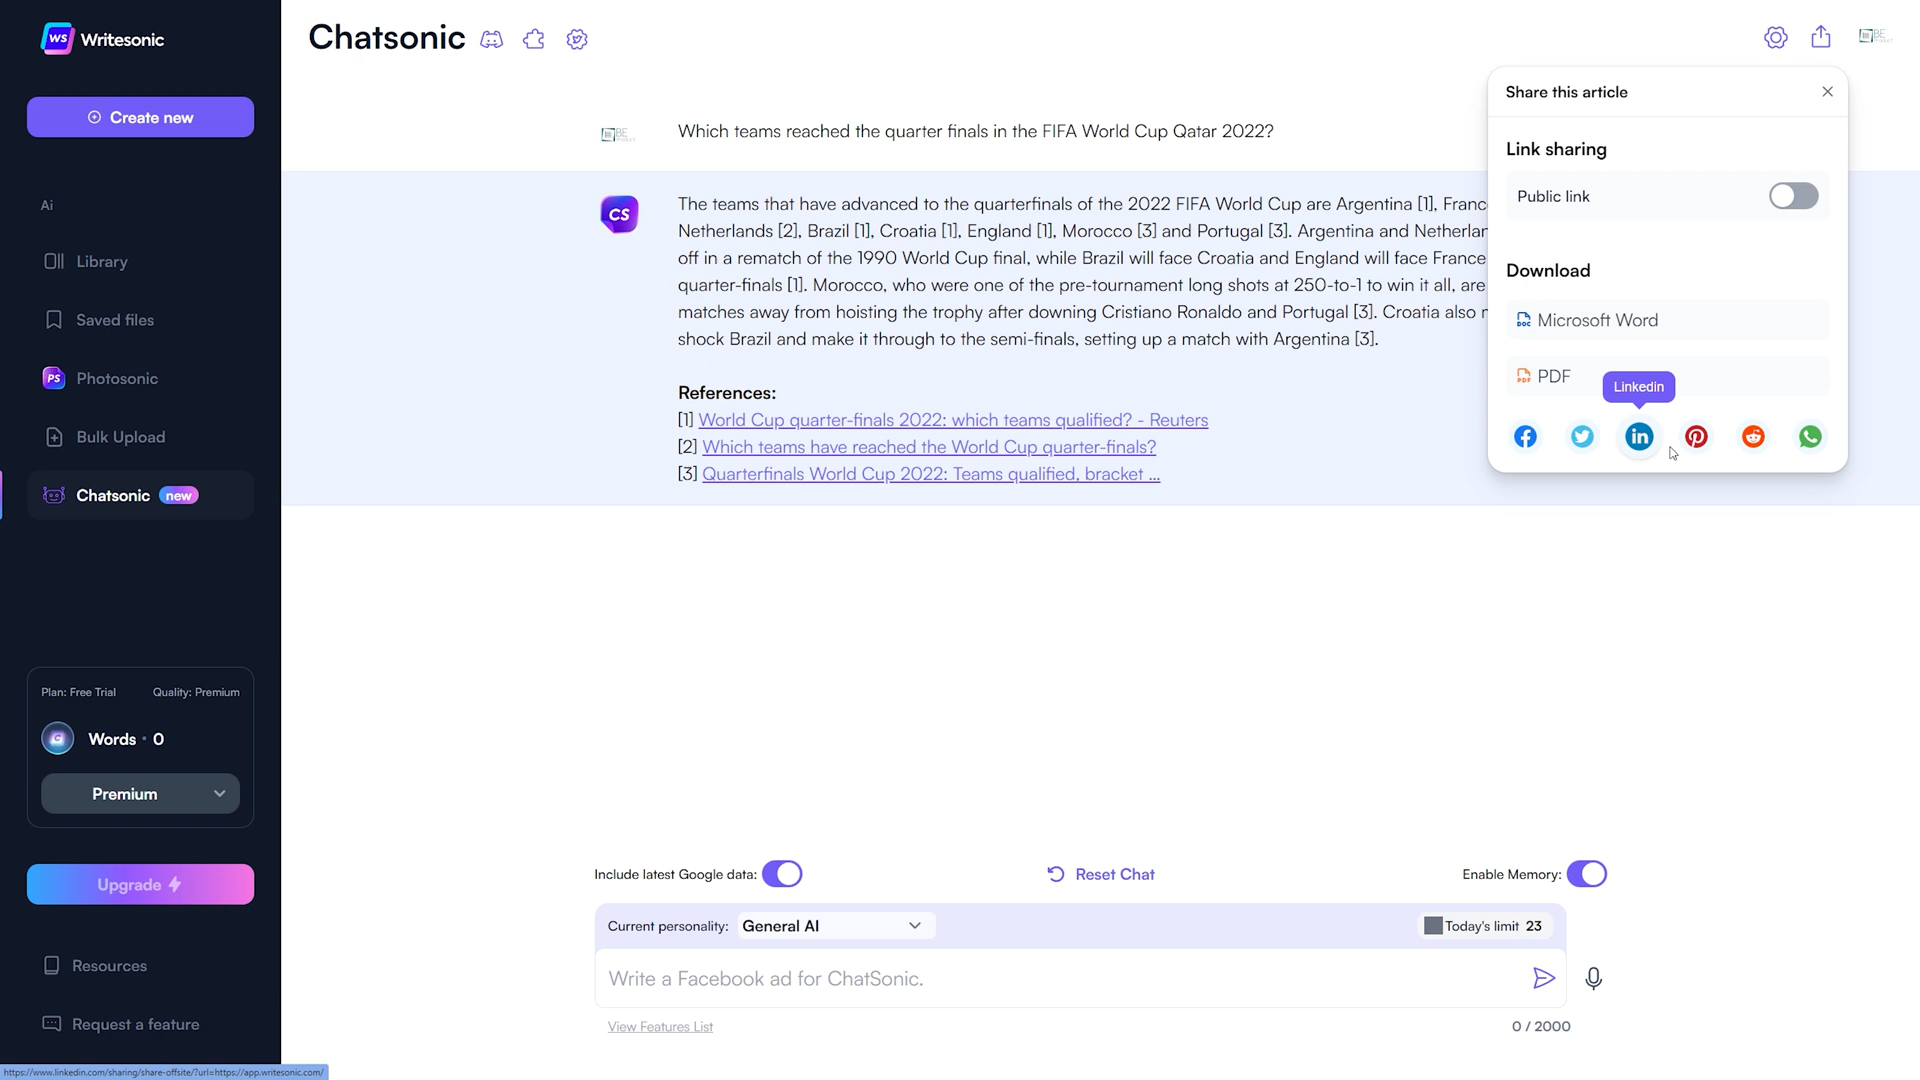 WS Writesonic
Create new
Ai
Library
Saved files
PS Photosonic
Bulk Upload
Chatsonic new
Plan: Free Trial Quality: Premium
Words • 0
Premium
Upgrade
Resources
Request a feature
https://www.linkedin.com/sharing/share-offsite/?url=https://app.writesonic.com/
Chatsonic
BE
Which teams reached the quarter finals in the FIFA World Cup Qatar 2022?
CS
The teams that have advanced to the quarterfinals of the 2022 FIFA World Cup are Argentina [1], Franc
Netherlands [2], Brazil [1], Croatia [1], England [1], Morocco [3] and Portugal [3]. Argentina and Netherlan
off in a rematch of the 1990 World Cup final, while Brazil will face Croatia and England will face France
quarter-finals [1]. Morocco, who were one of the pre-tournament long shots at 250-to-1 to win it all, are
matches away from hoisting the trophy after downing Cristiano Ronaldo and Portugal [3]. Croatia also
shock Brazil and make it through to the semi-finals, setting up a match with Argentina [3].
References:
[1] World Cup quarter-finals 2022: which teams qualified? - Reuters
[2] Which teams have reached the World Cup quarter-finals?
[3] Quarterfinals World Cup 2022: Teams qualified, bracket ...
BE
Share this article
Link sharing
Public link
Download
DOC Microsoft Word
PDF PDF
Linkedin
in
Include latest Google data:
Reset Chat
Enable Memory:
Current personality: General AI
Today's limit 23
Write a Facebook ad for ChatSonic.
View Features List
0 / 2000